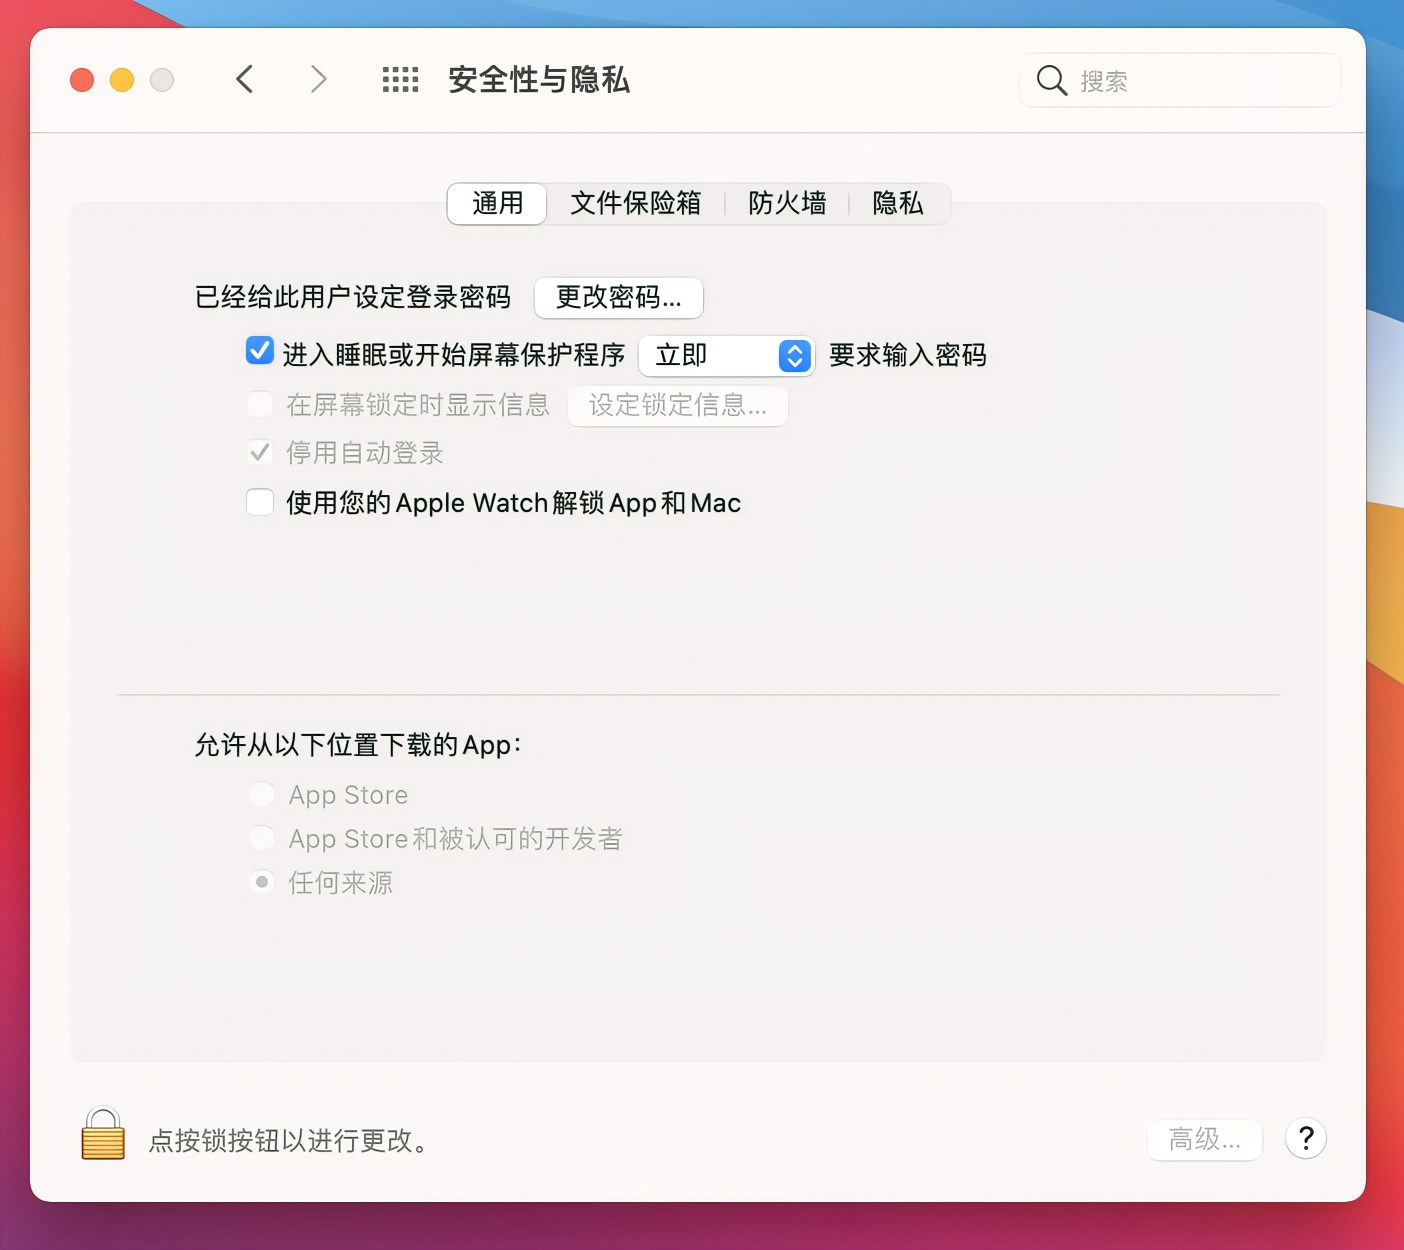 安全性与隐私
搜索
通用 文件保险箱 防火墙 隐私
已经给此用户设定登录密码 更改密码...
进入睡眠或开始屏幕保护程序 立即 要求输入密码
在屏幕锁定时显示信息 设定锁定信息...
停用自动登录
使用您的Apple Watch解锁App和Mac
允许从以下位置下载的App：
App Store
App Store和被认可的开发者
任何来源
点按锁按钮以进行更改。
高级... ?